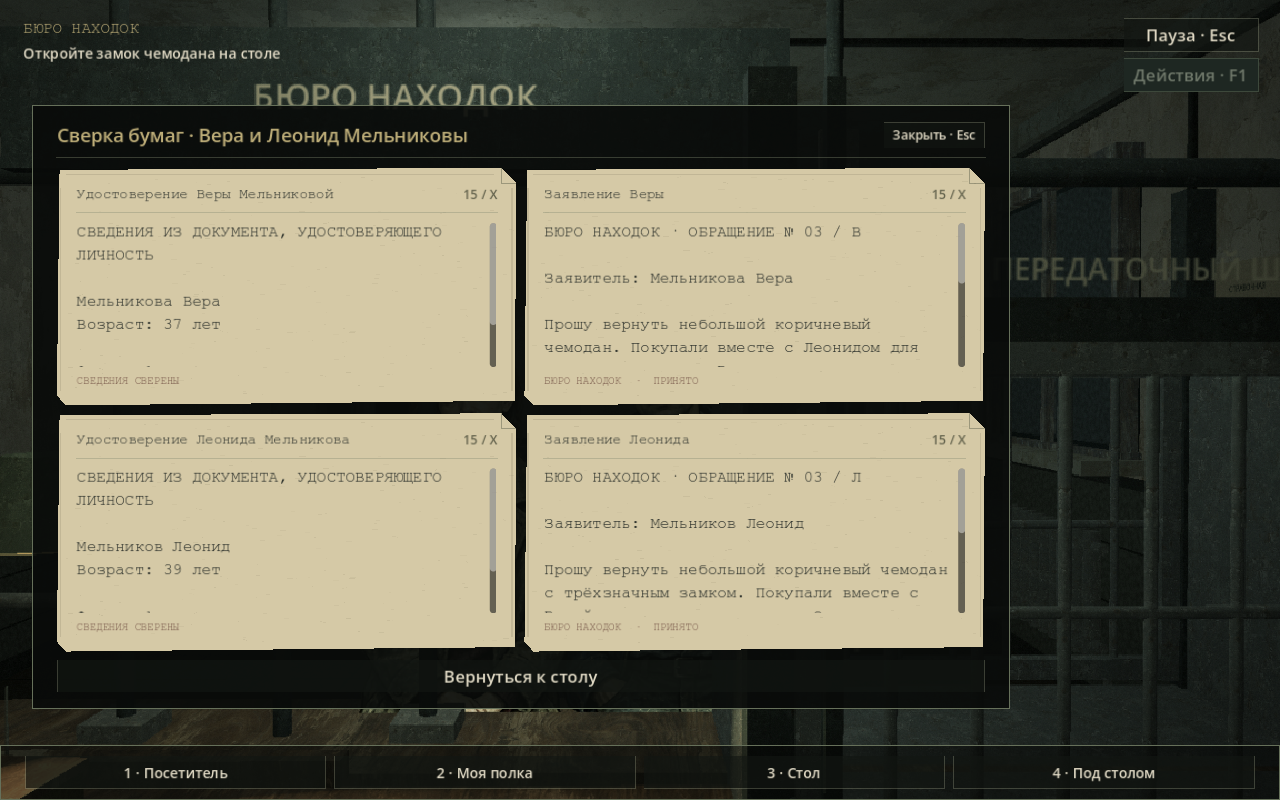 БЮРО НАХОДОК
Откройте замок чемодана на столе
Пауза · Esc
Действия · F1
БЮРО НАХОДОК
Сверка бумаг · Вера и Леонид Мельниковы
Закрыть · Esc
Удостоверение Веры Мельниковой
15 / X
СВЕДЕНИЯ ИЗ ДОКУМЕНТА, УДОСТОВЕРЯЮЩЕГО
ЛИЧНОСТЬ
Мельникова Вера
Возраст: 37 лет
СВЕДЕНИЯ СВЕРЕНЫ
Заявление Веры
15 / X
БЮРО НАХОДОК · ОБРАЩЕНИЕ № 03 / В
Заявитель: Мельникова Вера
Прошу вернуть небольшой коричневый
чемодан. Покупали вместе с Леонидом для
БЮРО НАХОДОК · ПРИНЯТО
ПЕРЕДАТОЧНЫЙ
Удостоверение Леонида Мельникова
15 / X
СВЕДЕНИЯ ИЗ ДОКУМЕНТА, УДОСТОВЕРЯЮЩЕГО
ЛИЧНОСТЬ
Мельников Леонид
Возраст: 39 лет
СВЕДЕНИЯ СВЕРЕНЫ
Заявление Леонида
15 / X
БЮРО НАХОДОК · ОБРАЩЕНИЕ № 03 / Л
Заявитель: Мельников Леонид
Прошу вернуть небольшой коричневый чемодан
с трёхзначным замком. Покупали вместе с
БЮРО НАХОДОК · ПРИНЯТО
Вернуться к столу
1 · Посетитель
2 · Моя полка
3 · Стол
4 · Под столом